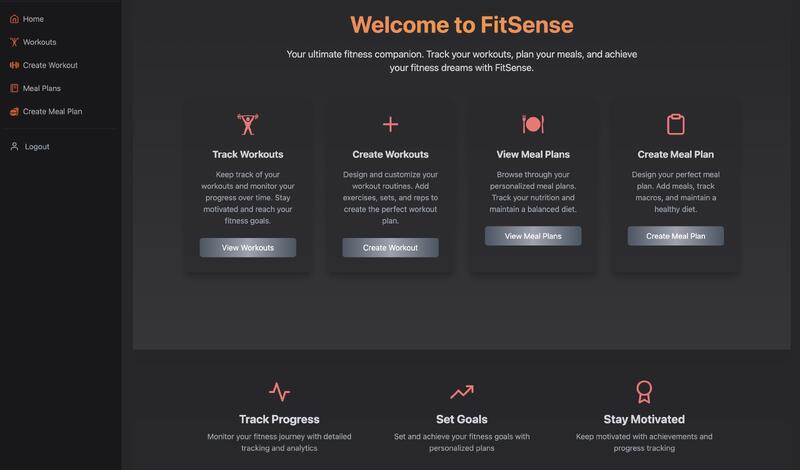 Home
Workouts
Create Workout
Meal Plans
Create Meal Plan
Logout
Welcome to FitSense
Your ultimate fitness companion. Track your workouts, plan your meals, and achieve
your fitness dreams with FitSense.
Track Workouts
Keep track of your
workouts and monitor your
progress over time. Stay
motivated and reach your
fitness goals.
View Workouts
Create Workouts
Design and customize your
workout routines. Add
exercises, sets, and reps to
create the perfect workout
plan.
Create Workout
View Meal Plans
Browse through your
personalized meal plans.
Track your nutrition and
maintain a balanced diet.
View Meal Plans
Create Meal Plan
Design your perfect meal
plan. Add meals, track
macros, and maintain a
healthy diet.
Create Meal Plan
Track Progress
Monitor your fitness journey with detailed
tracking and analytics
Set Goals
Set and achieve your fitness goals with
personalized plans
Stay Motivated
Keep motivated with achievements and
progress tracking